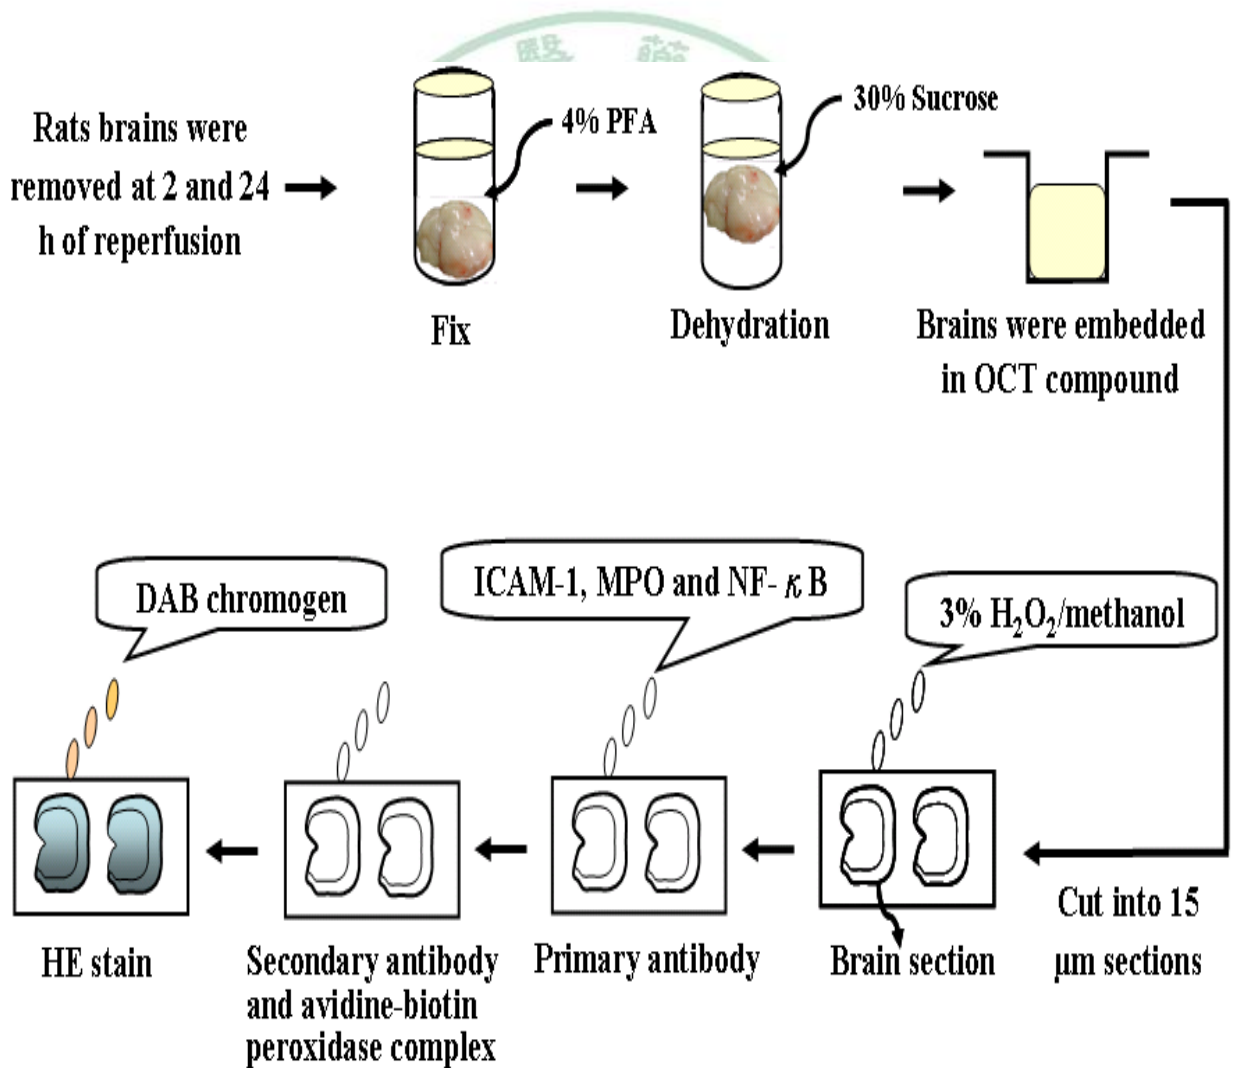 醫 藥
Rats brains were
removed at 2 and 24
h of reperfusion
4% PFA
Fix
30% Sucrose
Dehydration
Brains were embedded
in OCT compound
Cut into 15
μm sections
3% H₂O₂/methanol
Brain section
ICAM-1, MPO and NF- κ B
Primary antibody
Secondary antibody
and avidine-biotin
peroxidase complex
DAB chromogen
HE stain